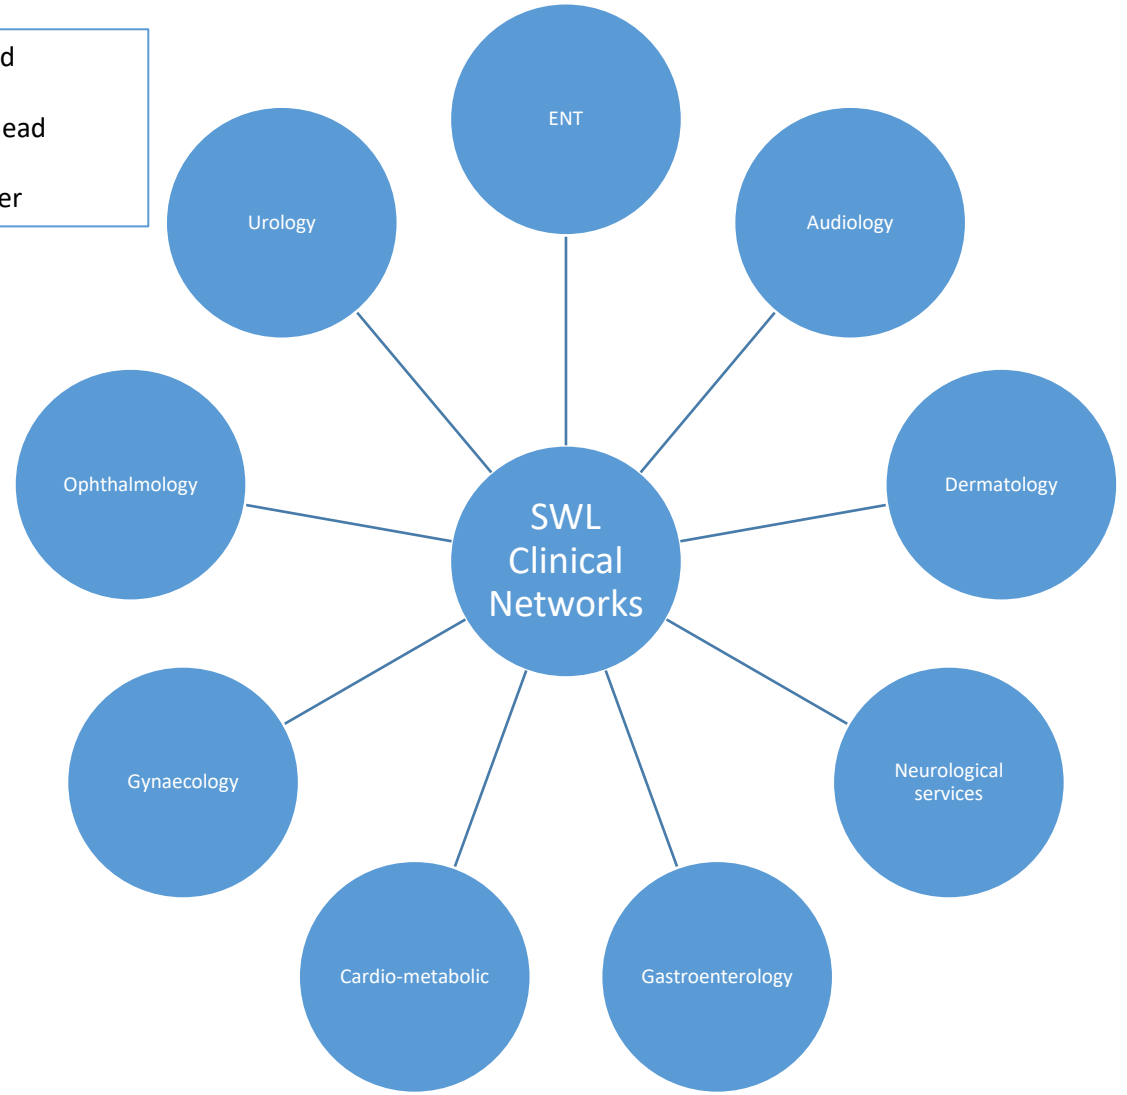 ENT
Audiology
Dermatology
Neurological
services
Gastroenterology
Cardio-metabolic
Gynaecology
Ophthalmology
Urology
SWL
Clinical
Networks